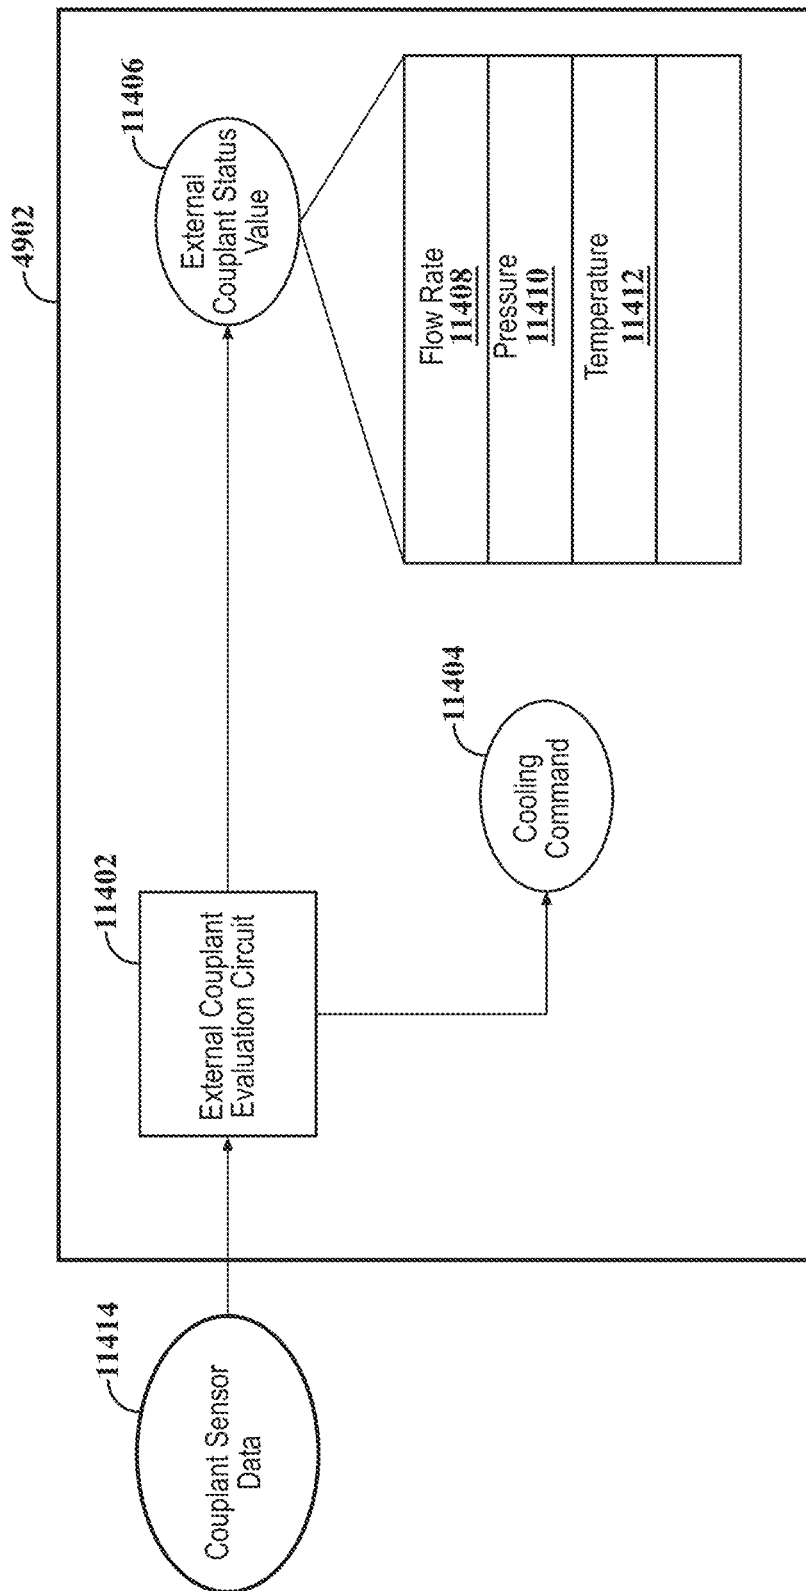 4902
11414
Couplant Sensor
Data
11402
External Couplant
Evaluation Circuit
11404
Cooling
Command
11406
External
Couplant Status
Value
Flow Rate
11408
Pressure
11410
Temperature
11412